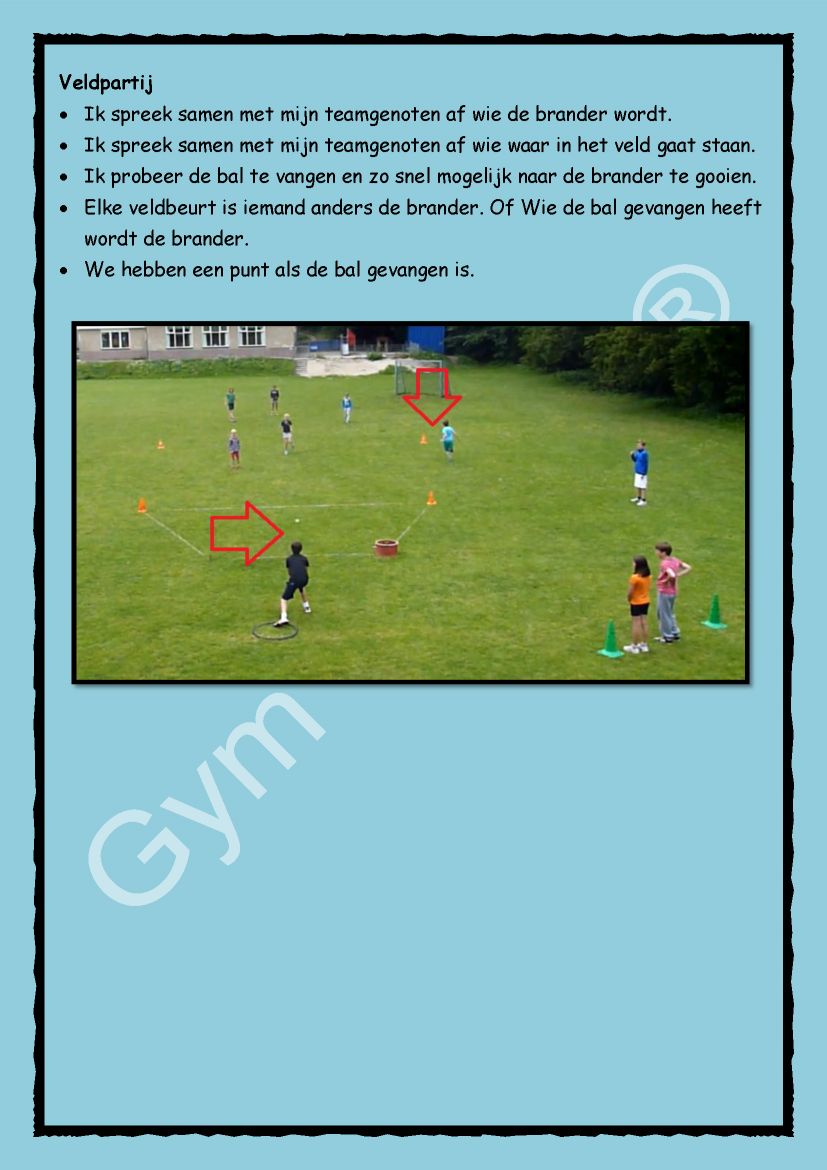 Veldpartij
• Ik spreek samen met mijn teamgenoten af wie de brander wordt.
• Ik spreek samen met mijn teamgenoten af wie waar in het veld gaat staan.
• Ik probeer de bal te vangen en zo snel mogelijk naar de brander te gooien.
• Elke veldbeurt is iemand anders de brander. Of Wie de bal gevangen heeft
wordt de brander.
• We hebben een punt als de bal gevangen is.
®
Gym